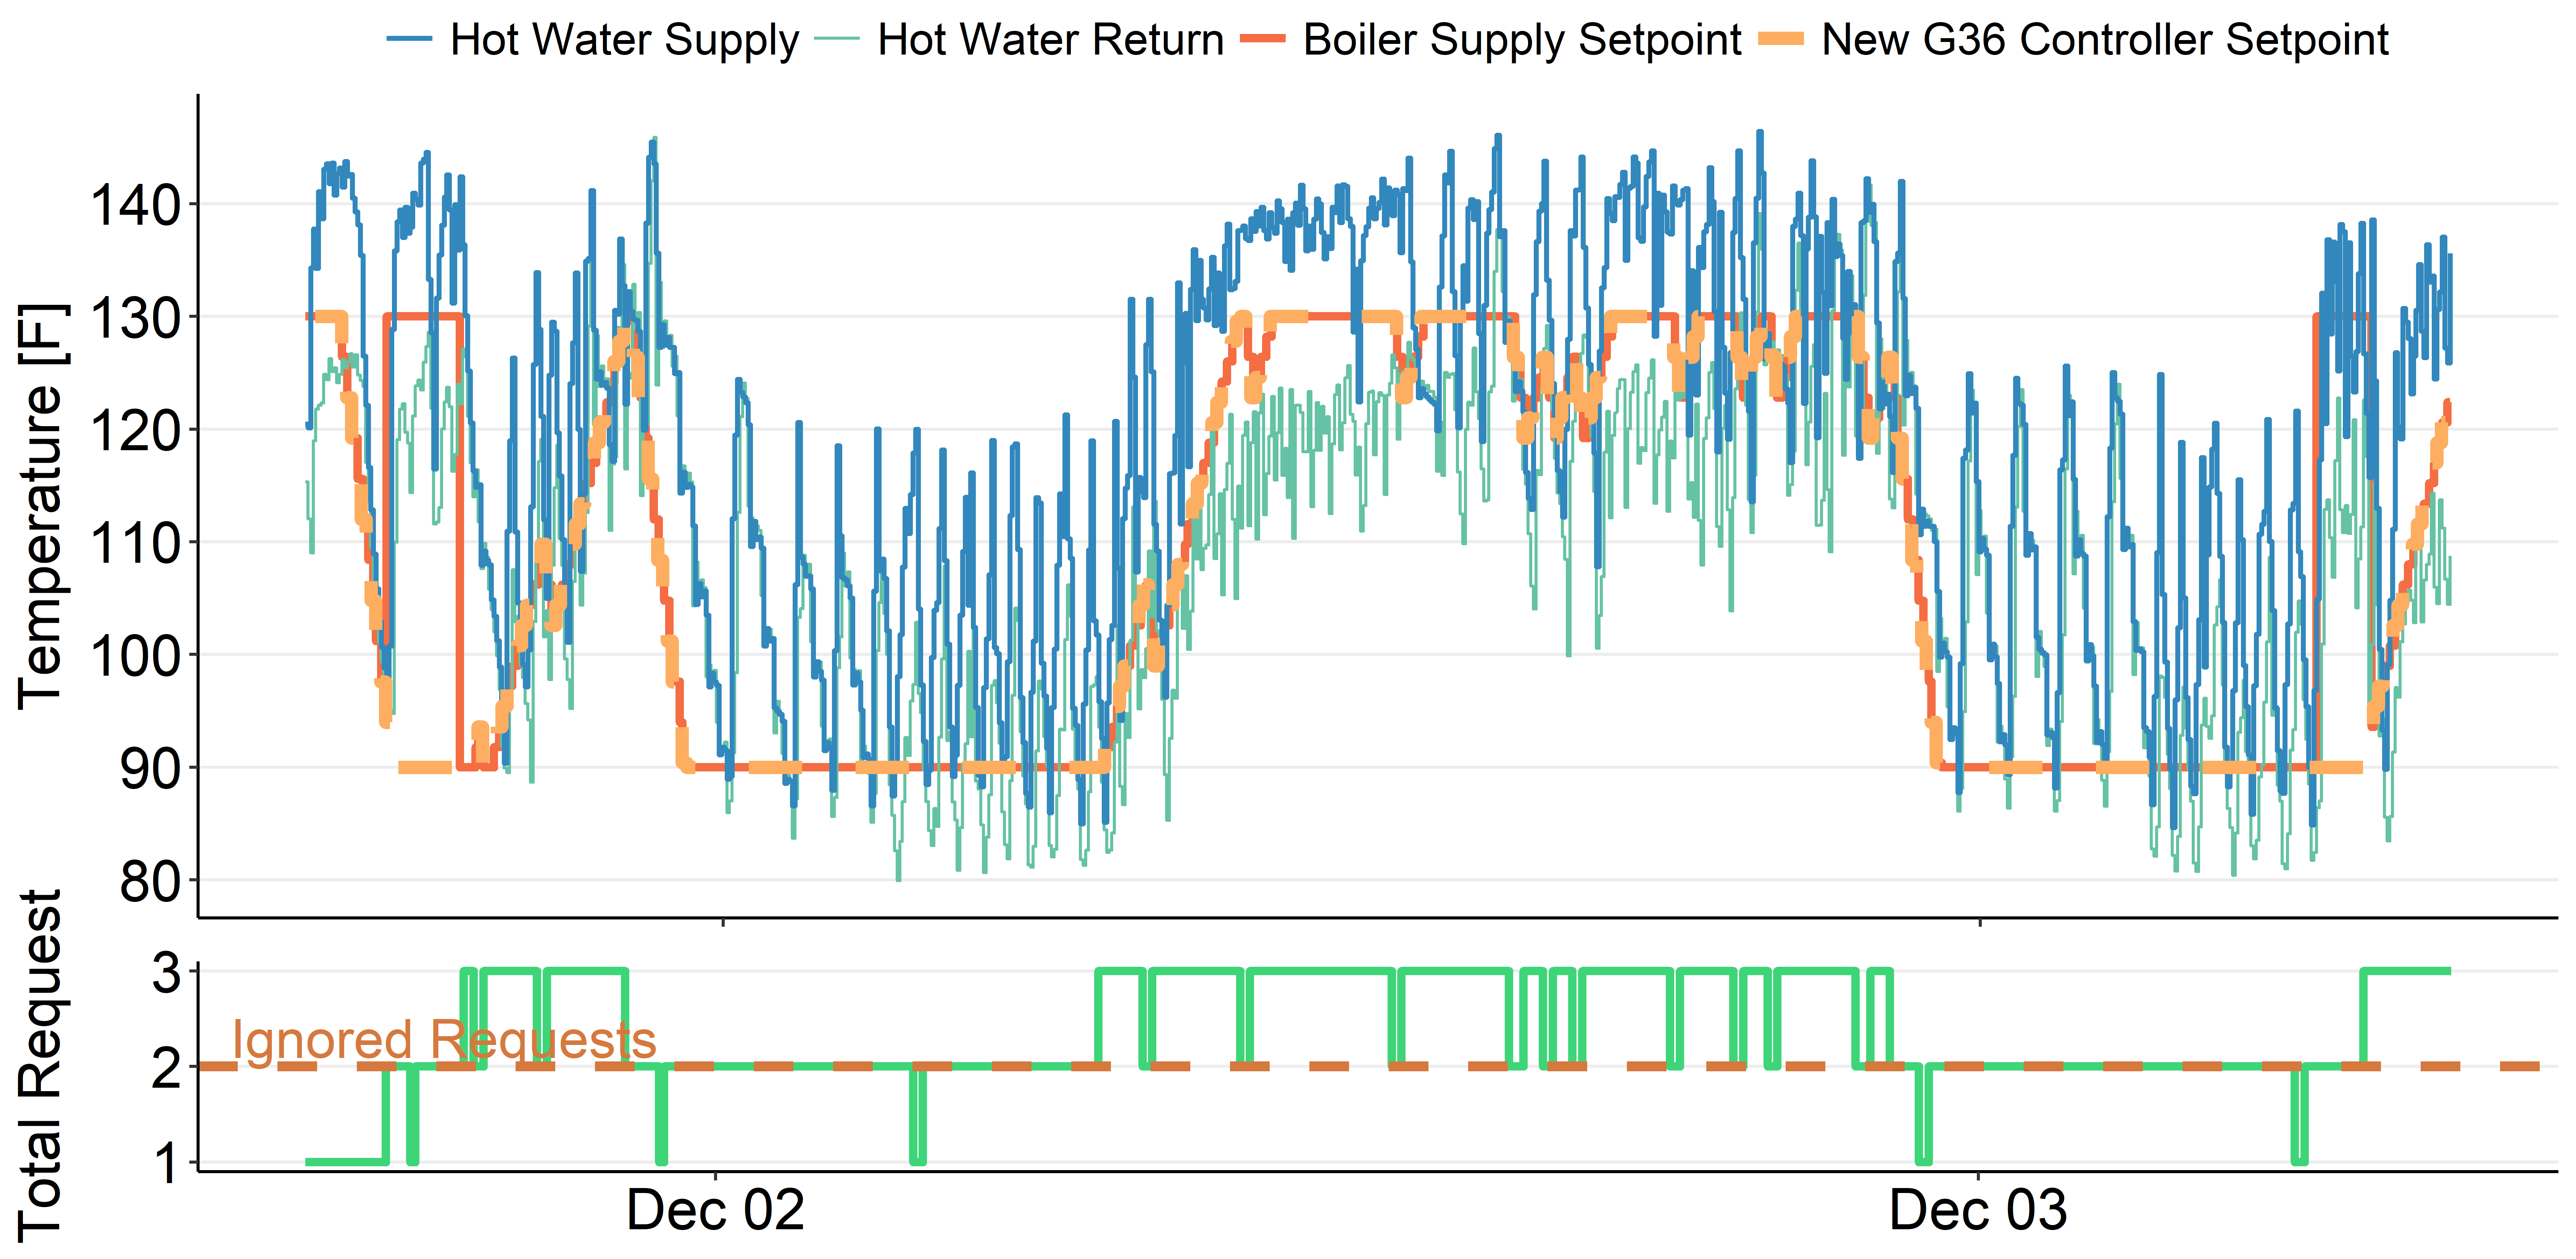 Hot Water Supply Hot Water Return Boiler Supply Setpoint New G36 Controller Setpoint
Temperature [F]
140
130
120
110
100
90
80
Total Request
3
2
1
Ignored Requests
Dec 02 Dec 03